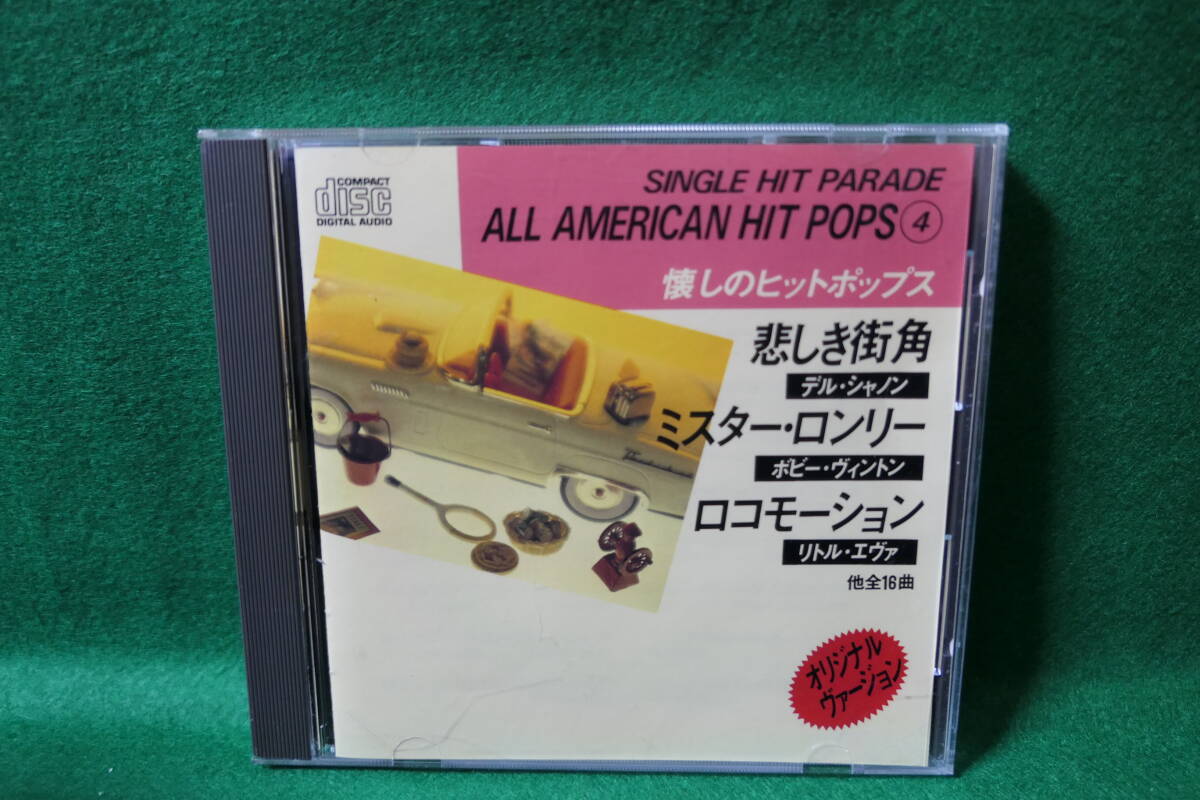 COMPACT
disc
DIGITAL AUDIO
SINGLE HIT PARADE
ALL AMERICAN HIT POPS④
懐しのヒットポップス
悲しき街角
デル・シャノン
ミスター・ロンリー
ボビー・ヴィントン
ロコモーション
リトル・エヴァ
他全16曲
オリジナル
ヴァージョン